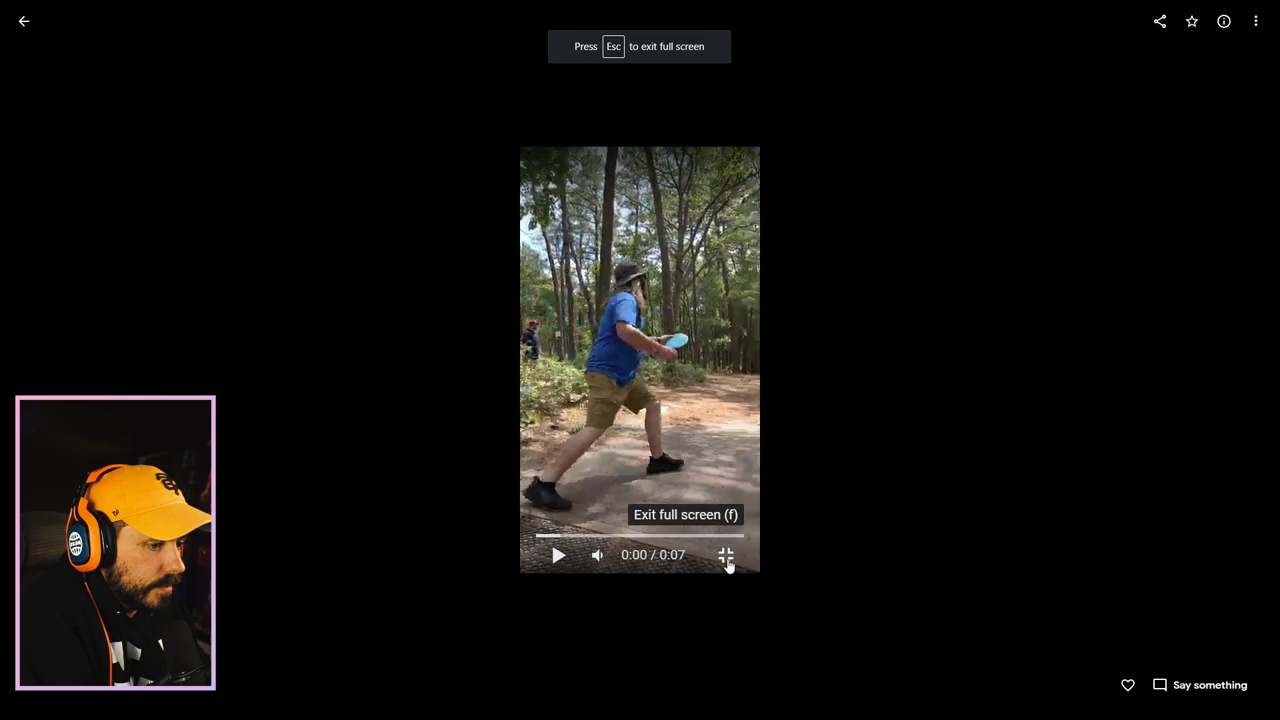 Press Esc to exit full screen
Exit full screen (f)
0:00 / 0:07
Say something